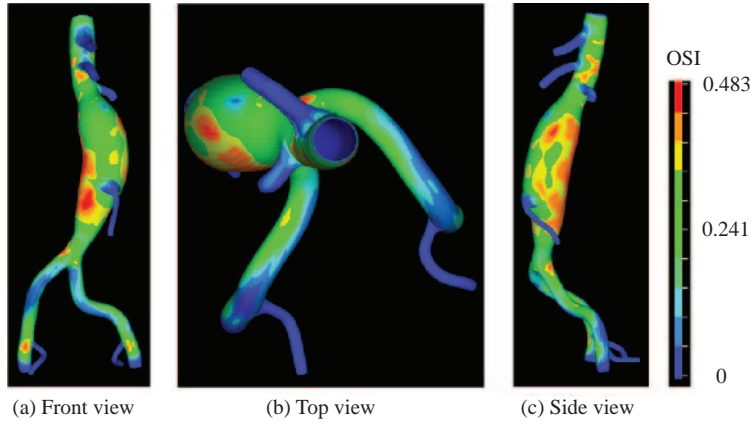 OSI
0.483
0.241
0
(a) Front view
(b) Top view
(c) Side view